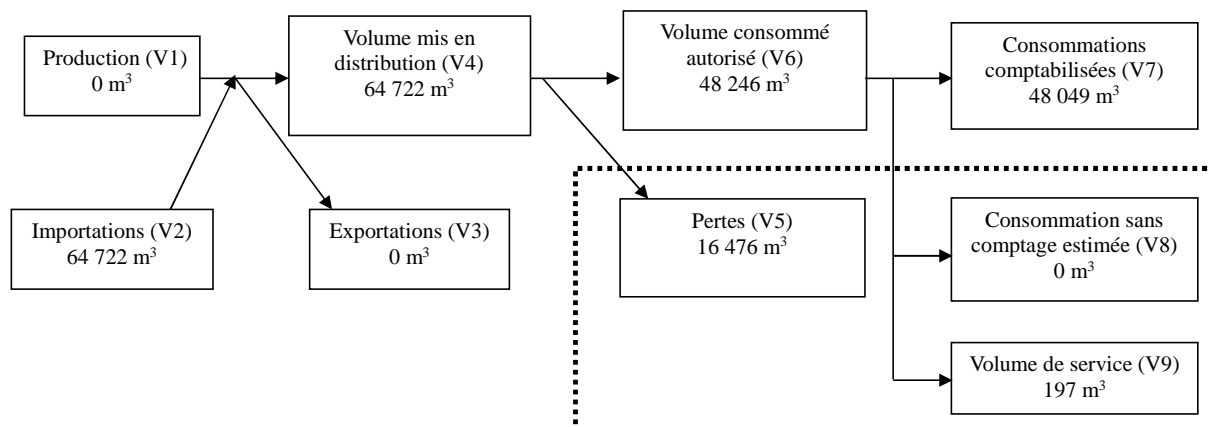 Production (V1)
0 m³
Volume mis en
distribution (V4)
64 722 m³
Volume consommé
autorisé (V6)
48 246 m³
Consommations
comptabilisées (V7)
48 049 m³
Importations (V2)
64 722 m³
Exportations (V3)
0 m³
Pertes (V5)
16 476 m³
Consommation sans
comptage estimée (V8)
0 m³
Volume de service (V9)
197 m³